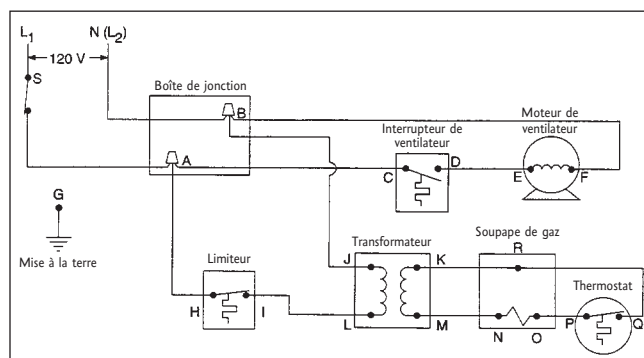 L1 N (L2)
120 V
S
Boîte de jonction
B
A
Interrupteur de
ventilateur
C D
Moteur de
ventilateur
E F
G
Mise à la terre
Limiteur
H I
Transformateur
J K
L M
Soupape de gaz
R
N O
Thermostat
P Q